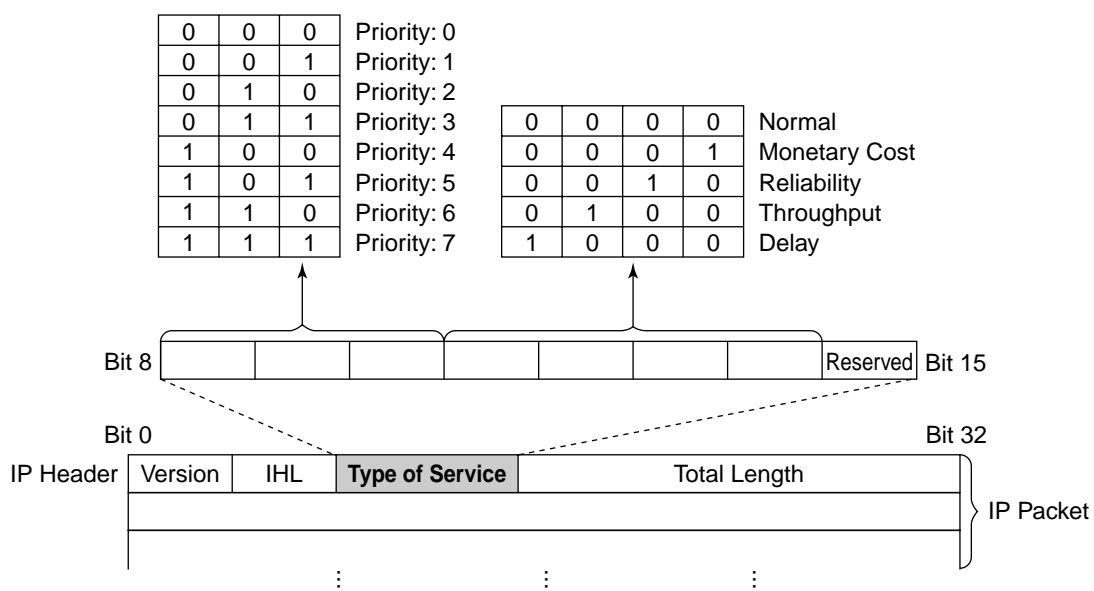 0 0 0 Priority: 0
0 0 1 Priority: 1
0 1 0 Priority: 2
0 1 1 Priority: 3
1 0 0 Priority: 4
1 0 1 Priority: 5
1 1 0 Priority: 6
1 1 1 Priority: 7
0 0 0 0 Normal
0 0 0 1 Monetary Cost
0 0 1 0 Reliability
0 1 0 0 Throughput
1 0 0 0 Delay
Bit 8 Reserved Bit 15
Bit 0 Bit 32
IP Header Version IHL Type of Service Total Length
IP Packet